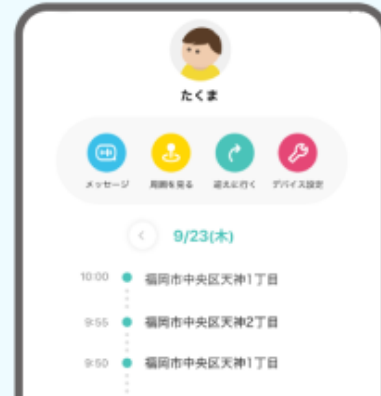 たくま
メッセージ 周囲を見る 迎えに行く デバイス設定
9/23(木)
10:00 福岡市中央区天神1丁目
9:55 福岡市中央区天神2丁目
9:50 福岡市中央区天神1丁目